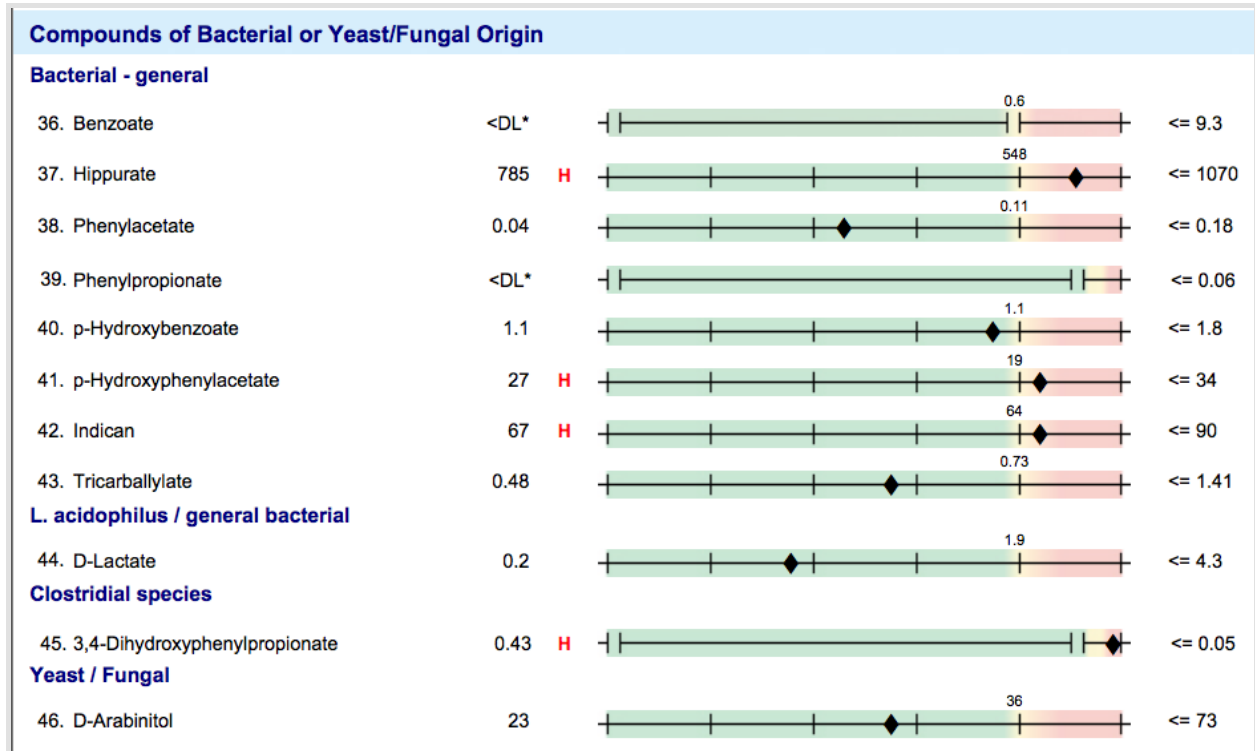 Compounds of Bacterial or Yeast/Fungal Origin
Bacterial - general
0.6
36. Benzoate <DL* <= 9.3
548
37. Hippurate 785 H <= 1070
0.11
38. Phenylacetate 0.04 <= 0.18
39. Phenylpropionate <DL* <= 0.06
1.1
40. p-Hydroxybenzoate 1.1 <= 1.8
19
41. p-Hydroxyphenylacetate 27 H <= 34
64
42. Indican 67 H <= 90
0.73
43. Tricarballylate 0.48 <= 1.41
L. acidophilus / general bacterial
1.9
44. D-Lactate 0.2 <= 4.3
Clostridial species
45. 3,4-Dihydroxyphenylpropionate 0.43 H <= 0.05
Yeast / Fungal
36
46. D-Arabinitol 23 <= 73